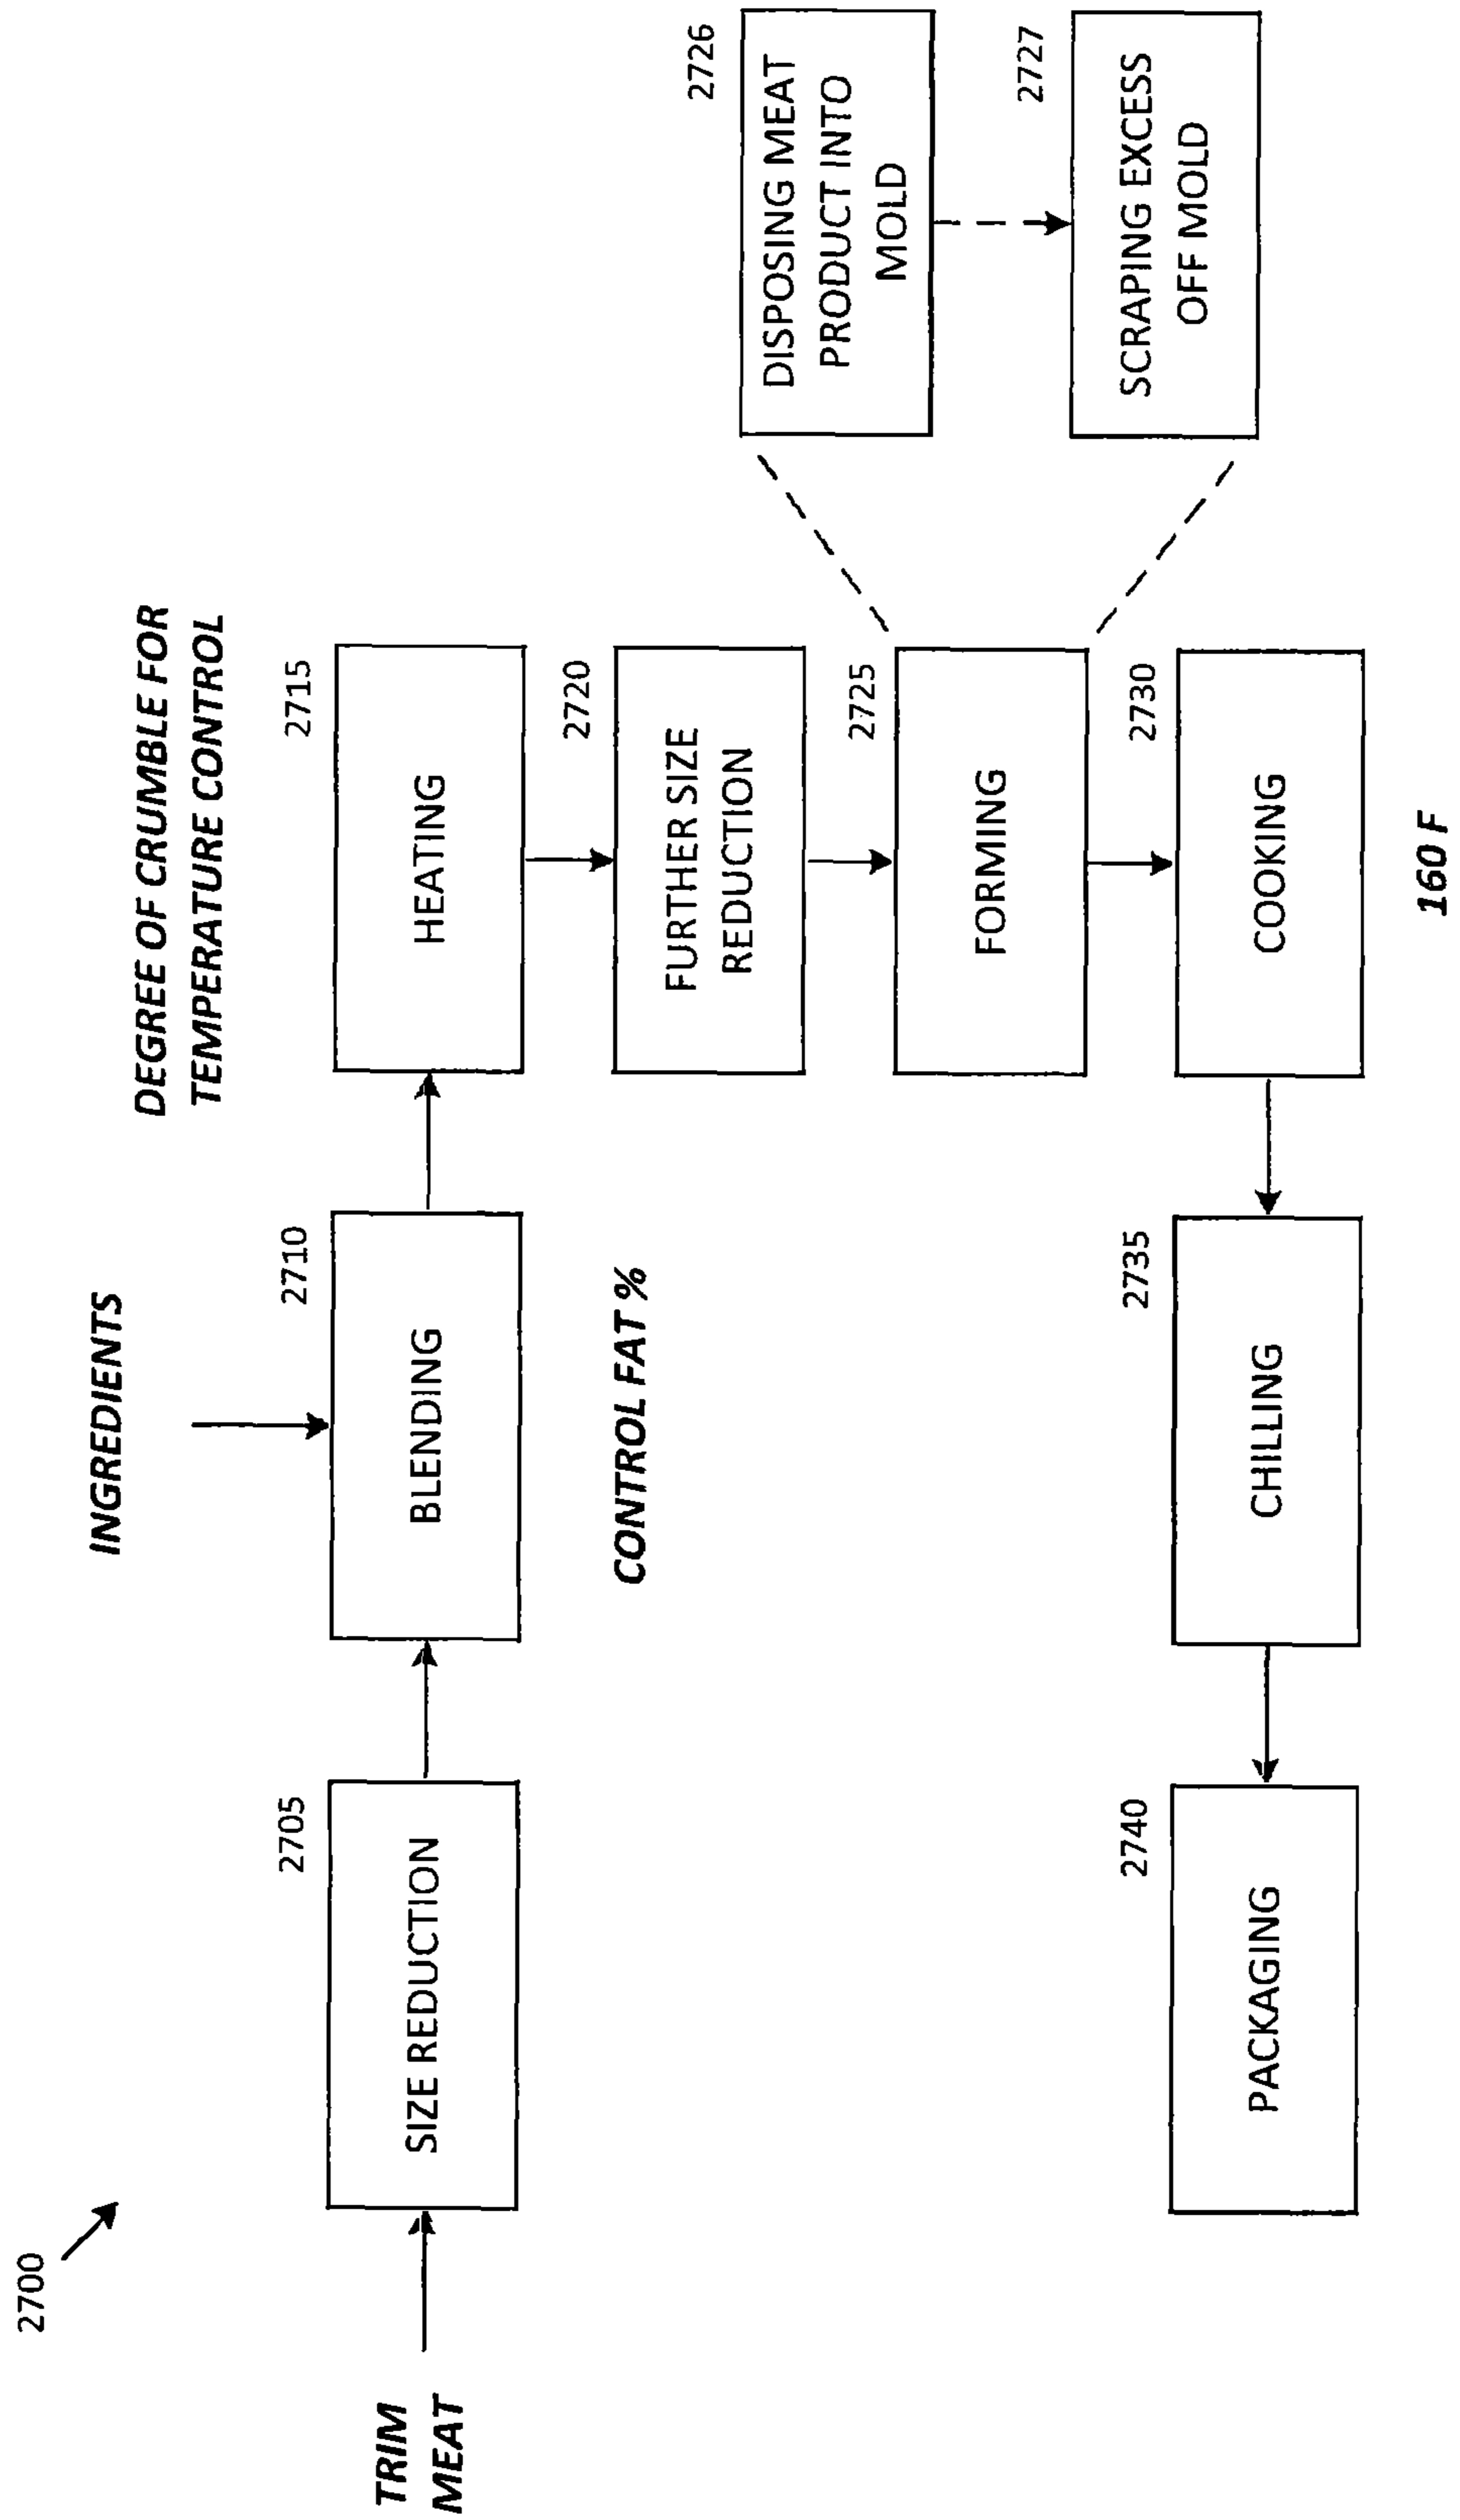 2700
TRIM
MEAT
2705
SIZE REDUCTION
INGREDIENTS
2710
BLENDING
CONTROL FAT %
DEGREE OF CRUMBLE FOR
TEMPERATURE CONTROL
2715
HEATING
2720
FURTHER SIZE
REDUCTION
2725
FORMING
2726
DISPOSING MEAT
PRODUCT INTO
MOLD
2727
SCRAPING EXCESS
OFF MOLD
2730
COOKING
160 F
2735
CHILLING
2740
PACKAGING